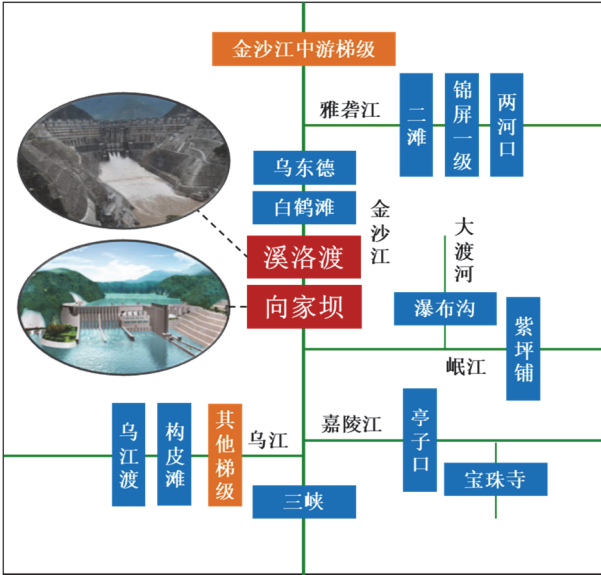 金沙江中游梯级
雅砻江
二滩
锦屏一级
两河口
乌东德
白鹤滩
金沙江
溪洛渡
向家坝
大渡河
瀑布沟
紫坪铺
岷江
嘉陵江
亭子口
宝珠寺
乌江渡
构皮滩
其他梯级
乌江
三峡